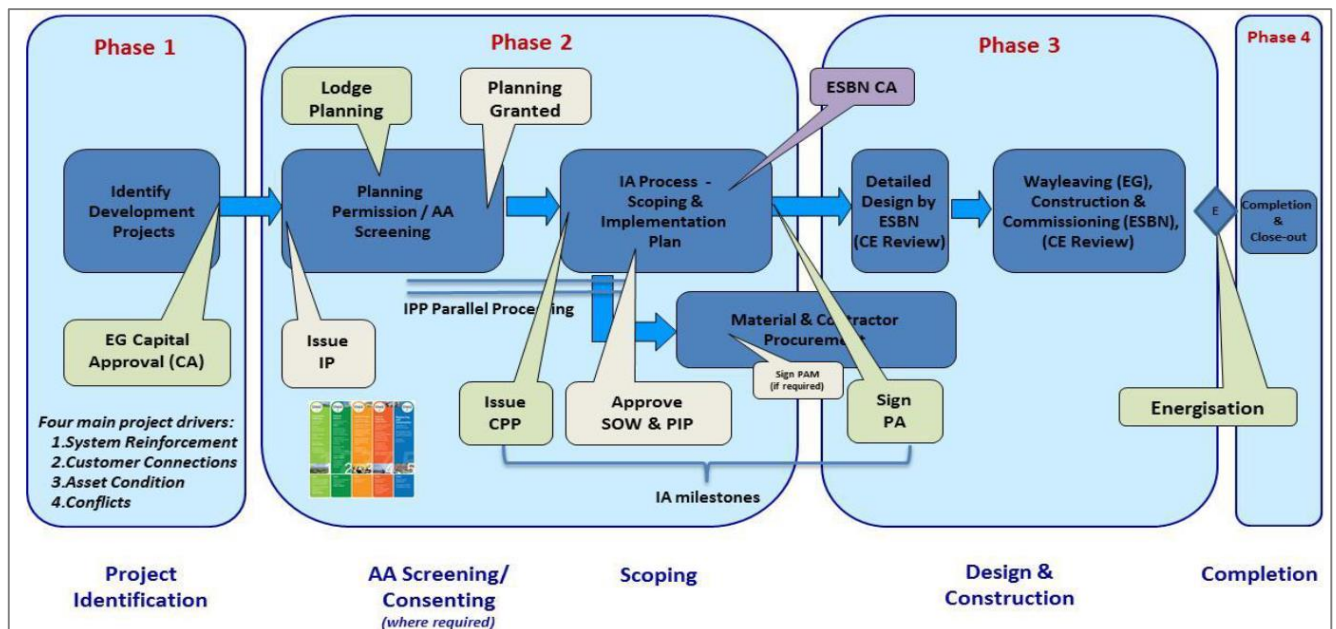 Phase 1
Phase 2
Phase 3
Phase 4
Lodge
Planning
Planning
Granted
ESBN CA
Identify
Development
Projects
Planning
Permission / AA
Screening
IA Process -
Scoping &
Implementation
Plan
Detailed
Design by
ESBN
(CE Review)
Wayleaving (EG),
Construction &
Commissioning (ESBN),
(CE Review)
E
Completion
&
Close-out
IPP Parallel Processing
EG Capital
Approval (CA)
Issue
IP
Material & Contractor
Procurement
Sign PAM
(if required)
Issue
CPP
Approve
SOW & PIP
Sign
PA
Energisation
Four main project drivers:
1.System Reinforcement
2.Customer Connections
3.Asset Condition
4.Conflicts
IA milestones
Project
Identification
AA Screening/
Consenting
(where required)
Scoping
Design &
Construction
Completion